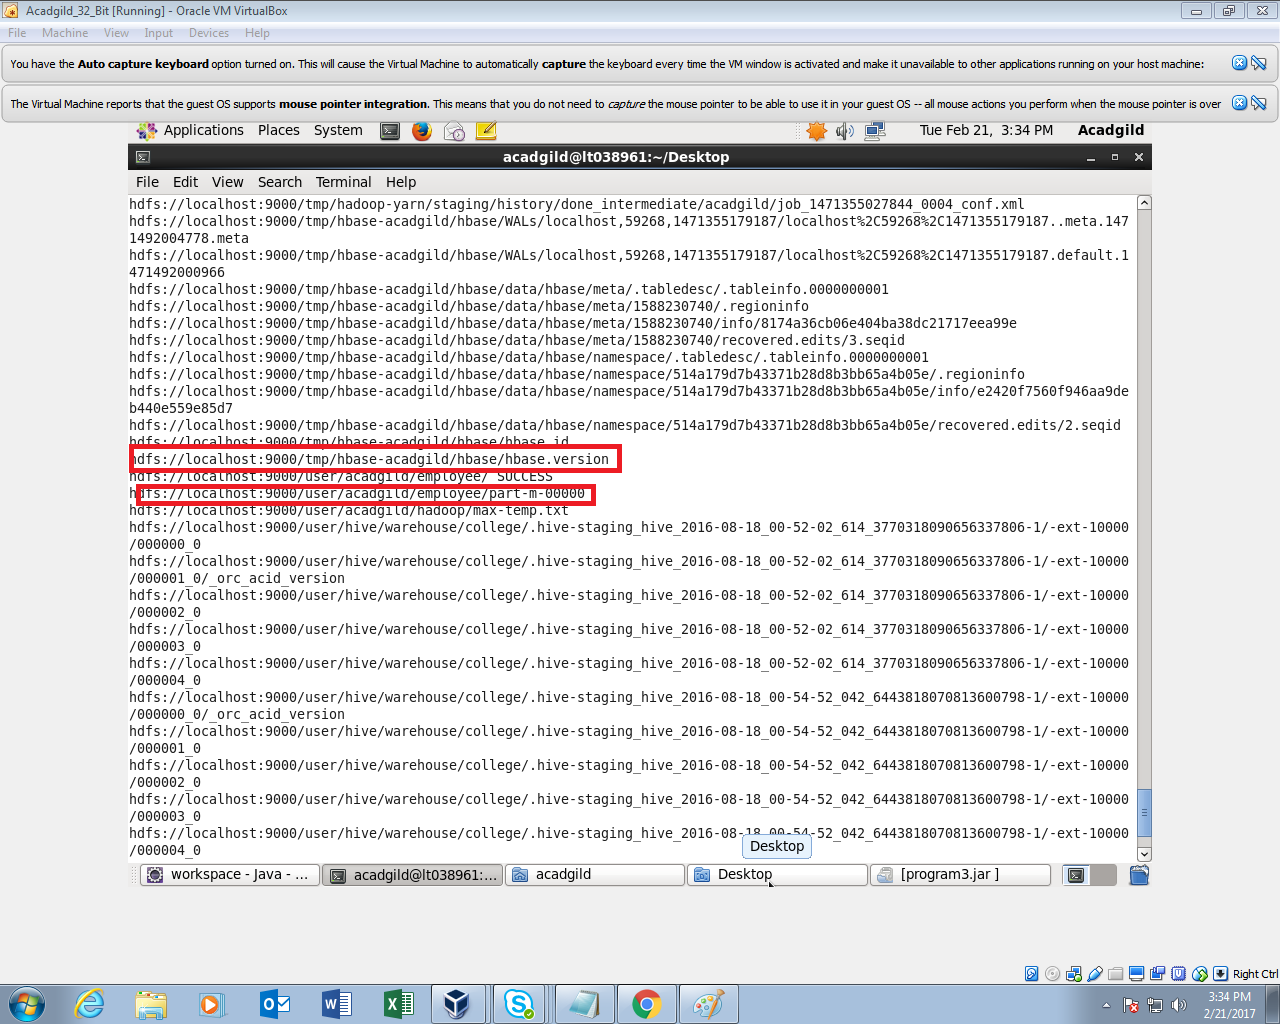 Acadgild_32_Bit [Running] - Oracle VM VirtualBox
File Machine View Input Devices Help
You have the Auto capture keyboard option turned on. This will cause the Virtual Machine to automatically capture the keyboard every time the VM window is activated and make it unavailable to other applications running on your host machine:
The Virtual Machine reports that the guest OS supports mouse pointer integration. This means that you do not need to capture the mouse pointer to be able to use it in your guest OS -- all mouse actions you perform when the mouse pointer is over
Applications Places System Tue Feb 21, 3:34 PM Acadgild
acadgild@lt038961:~/Desktop
File Edit View Search Terminal Help
hdfs://localhost:9000/tmp/hadoop-yarn/staging/history/done_intermediate/acadgild/job_1471355027844_0004_conf.xml
hdfs://localhost:9000/tmp/hbase-acadgild/hbase/WALs/localhost,59268,1471355179187/localhost%2C59268%2C1471355179187..meta.147
1492004778.meta
hdfs://localhost:9000/tmp/hbase-acadgild/hbase/WALs/localhost,59268,1471355179187/localhost%2C59268%2C1471355179187.default.1
471492000966
hdfs://localhost:9000/tmp/hbase-acadgild/hbase/data/hbase/meta/.tabledesc/.tableinfo.0000000001
hdfs://localhost:9000/tmp/hbase-acadgild/hbase/data/hbase/meta/1588230740/.regioninfo
hdfs://localhost:9000/tmp/hbase-acadgild/hbase/data/hbase/meta/1588230740/info/8174a36cb06e404ba38dc21717eea99e
hdfs://localhost:9000/tmp/hbase-acadgild/hbase/data/hbase/meta/1588230740/recovered.edits/3.seqid
hdfs://localhost:9000/tmp/hbase-acadgild/hbase/data/hbase/namespace/.tabledesc/.tableinfo.0000000001
hdfs://localhost:9000/tmp/hbase-acadgild/hbase/data/hbase/namespace/514a179d7b43371b28d8b3bb65a4b05e/.regioninfo
hdfs://localhost:9000/tmp/hbase-acadgild/hbase/data/hbase/namespace/514a179d7b43371b28d8b3bb65a4b05e/info/e2420f7560f946aa9de
b440e559e85d7
hdfs://localhost:9000/tmp/hbase-acadgild/hbase/data/hbase/namespace/514a179d7b43371b28d8b3bb65a4b05e/recovered.edits/2.seqid
hdfs://localhost:9000/tmp/hbase-acadgild/hbase/hbase.id
hdfs://localhost:9000/tmp/hbase-acadgild/hbase/hbase.version
hdfs://localhost:9000/user/acadgild/employee/_SUCCESS
hdfs://localhost:9000/user/acadgild/employee/part-m-00000
hdfs://localhost:9000/user/acadgild/hadoop/max-temp.txt
hdfs://localhost:9000/user/hive/warehouse/college/.hive-staging_hive_2016-08-18_00-52-02_614_3770318090656337806-1/-ext-10000
/000000_0
hdfs://localhost:9000/user/hive/warehouse/college/.hive-staging_hive_2016-08-18_00-52-02_614_3770318090656337806-1/-ext-10000
/000001_0/_orc_acid_version
hdfs://localhost:9000/user/hive/warehouse/college/.hive-staging_hive_2016-08-18_00-52-02_614_3770318090656337806-1/-ext-10000
/000002_0
hdfs://localhost:9000/user/hive/warehouse/college/.hive-staging_hive_2016-08-18_00-52-02_614_3770318090656337806-1/-ext-10000
/000003_0
hdfs://localhost:9000/user/hive/warehouse/college/.hive-staging_hive_2016-08-18_00-52-02_614_3770318090656337806-1/-ext-10000
/000004_0
hdfs://localhost:9000/user/hive/warehouse/college/.hive-staging_hive_2016-08-18_00-54-52_042_6443818070813600798-1/-ext-10000
/000000_0/_orc_acid_version
hdfs://localhost:9000/user/hive/warehouse/college/.hive-staging_hive_2016-08-18_00-54-52_042_6443818070813600798-1/-ext-10000
/000001_0
hdfs://localhost:9000/user/hive/warehouse/college/.hive-staging_hive_2016-08-18_00-54-52_042_6443818070813600798-1/-ext-10000
/000002_0
hdfs://localhost:9000/user/hive/warehouse/college/.hive-staging_hive_2016-08-18_00-54-52_042_6443818070813600798-1/-ext-10000
/000003_0
hdfs://localhost:9000/user/hive/warehouse/college/.hive-staging_hive_2016-08-18_00-54-52_042_6443818070813600798-1/-ext-10000
/000004_0
Desktop
workspace - Java - ... acadgild@lt038961:... acadgild Desktop [program3.jar ]
Right Ctrl
3:34 PM
2/21/2017